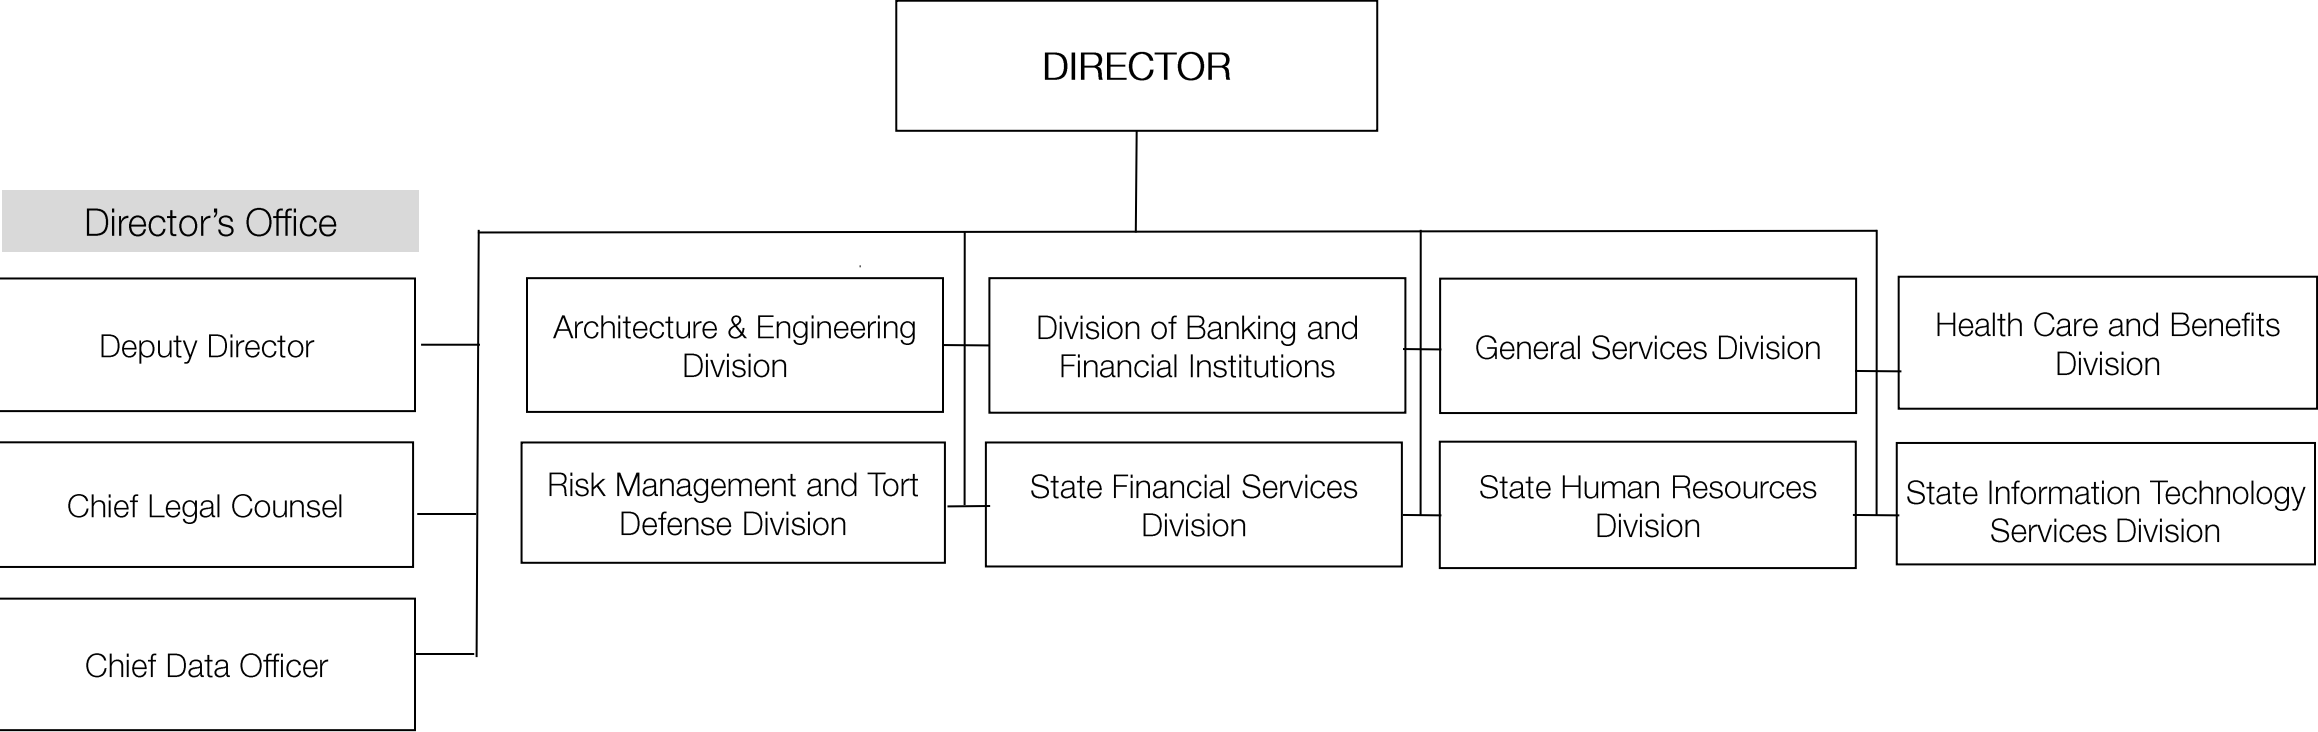 DIRECTOR
Director’s Office
Deputy Director
Chief Legal Counsel
Chief Data Officer
Architecture & Engineering
Division
Division of Banking and
Financial Institutions
General Services Division
Health Care and Benefits
Division
Risk Management and Tort
Defense Division
State Financial Services
Division
State Human Resources
Division
State Information Technology
Services Division